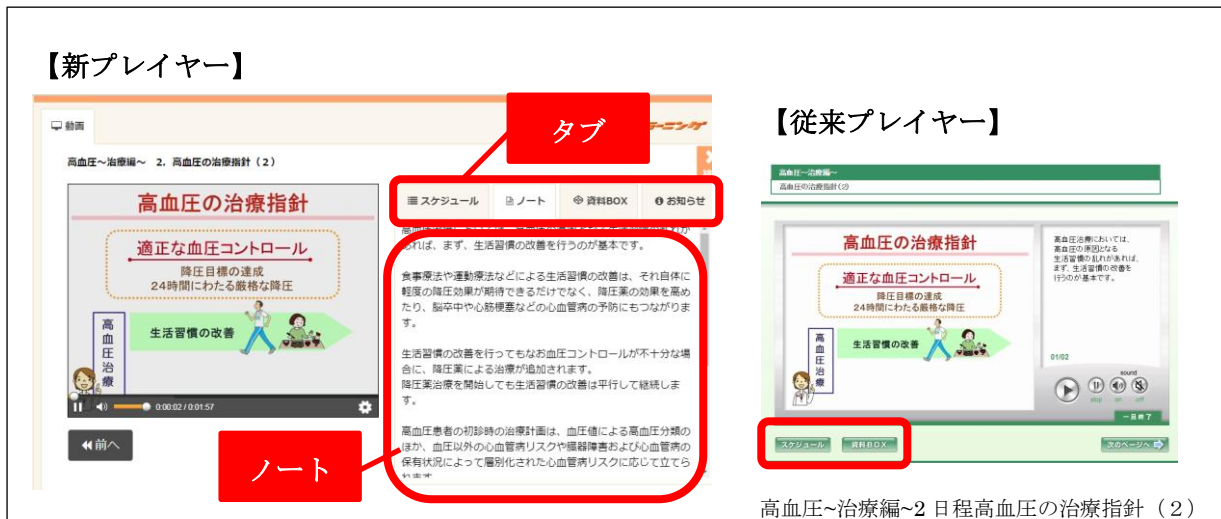 【新プレイヤー】
タブ
動画
ーニング
高血圧～治療編～ 2．高血圧の治療指針（２）
高血圧の治療指針
適正な血圧コントロール
降圧目標の達成
24時間にわたる厳格な降圧
高血圧治療
生活習慣の改善
0:00:02 / 0:01:57
前へ
スケジュール
ノート
資料BOX
お知らせ
あれば、まず、生活習慣の改善を行うのが基本です。
食事療法や運動療法などによる生活習慣の改善は、それ自体に
軽度の降圧効果が期待できるだけでなく、降圧薬の効果を高め
たり、脳卒中や心筋梗塞などの心血管病の予防にもつながりま
す。
生活習慣の改善を行ってもなお血圧コントロールが不十分な場
合に、降圧薬による治療が追加されます。
降圧薬治療を開始しても生活習慣の改善は平行して継続しま
す。
高血圧患者の初診時の治療計画は、血圧値による高血圧分類の
ほか、血圧以外の心血管病リスクや臓器障害および心血管病の
保有状況によって層別化された心血管病リスクに応じて立てら
れます
ノート
【従来プレイヤー】
高血圧～治療編～
高血圧の治療指針(2)
高血圧の治療指針
適正な血圧コントロール
降圧目標の達成
24時間にわたる厳格な降圧
高血圧治療
生活習慣の改善
高血圧治療においては、
高血圧の原因となる
生活習慣の乱れがあれば、
まず、生活習慣の改善を
行うのが基本です。
01/02
sound
stop on off
一旦終了
スケジュール
資料BOX
次のページへ
高血圧~治療編~2 日程高血圧の治療指針（２）